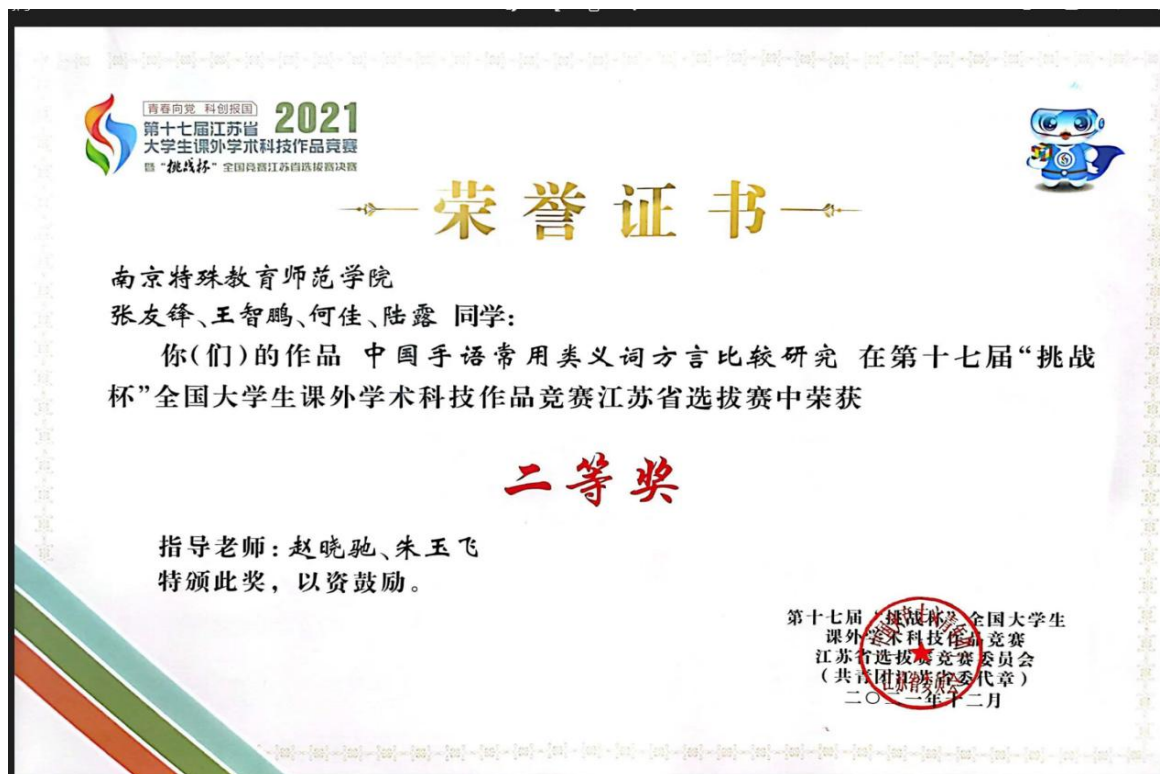 青春向党 科创报国
2021
第十七届江苏省
大学生课外学术科技作品竞赛
暨“挑战杯”全国竞赛江苏省选拔赛决赛
荣誉证书
南京特殊教育师范学院
张友锋、王智鹏、何佳、陆露 同学：
你(们)的作品 中国手语常用类义词方言比较研究 在第十七届“挑战
杯”全国大学生课外学术科技作品竞赛江苏省选拔赛中荣获
二等奖
指导老师：赵晓驰、朱玉飞
特颁此奖，以资鼓励。
第十七届“挑战杯”全国大学生
课外学术科技作品竞赛
江苏省选拔赛竞赛委员会
（共青团江苏省委代章）
二〇二一年十二月